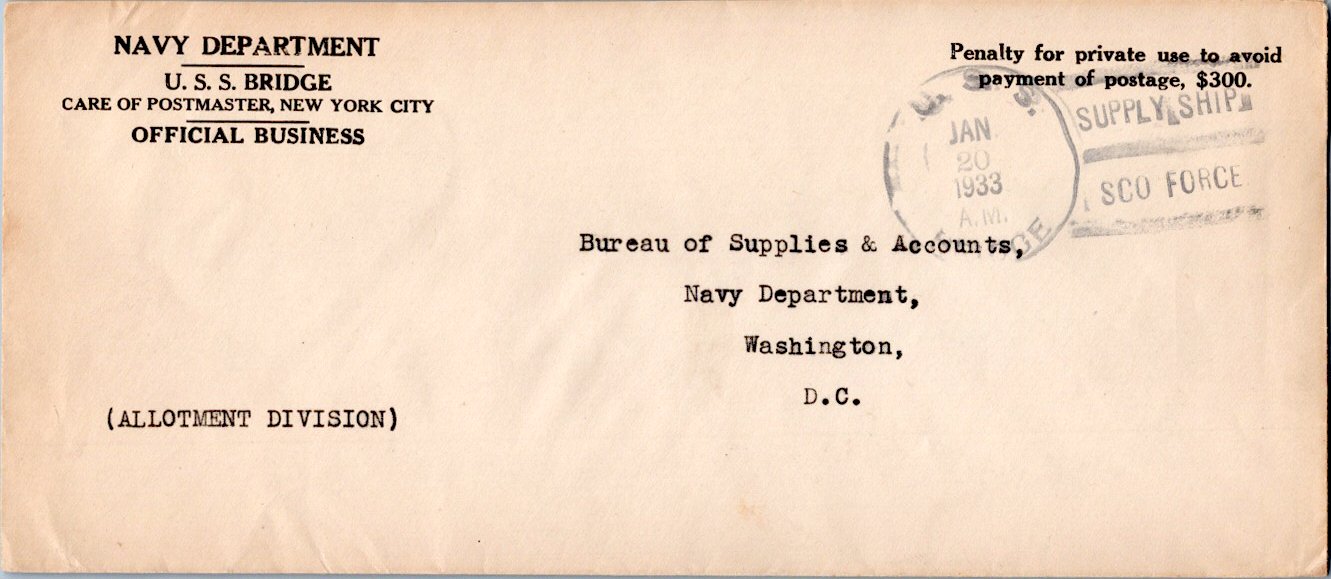 NAVY DEPARTMENT
U. S. S. BRIDGE
CARE OF POSTMASTER, NEW YORK CITY
OFFICIAL BUSINESS
Penalty for private use to avoid
payment of postage, $300.
U. S. S.
JAN
20
1933
A.M.
SUPPLY SHIP
SCO FORCE
Bureau of Supplies & Accounts,
Navy Department,
Washington,
D.C.
(ALLOTMENT DIVISION)